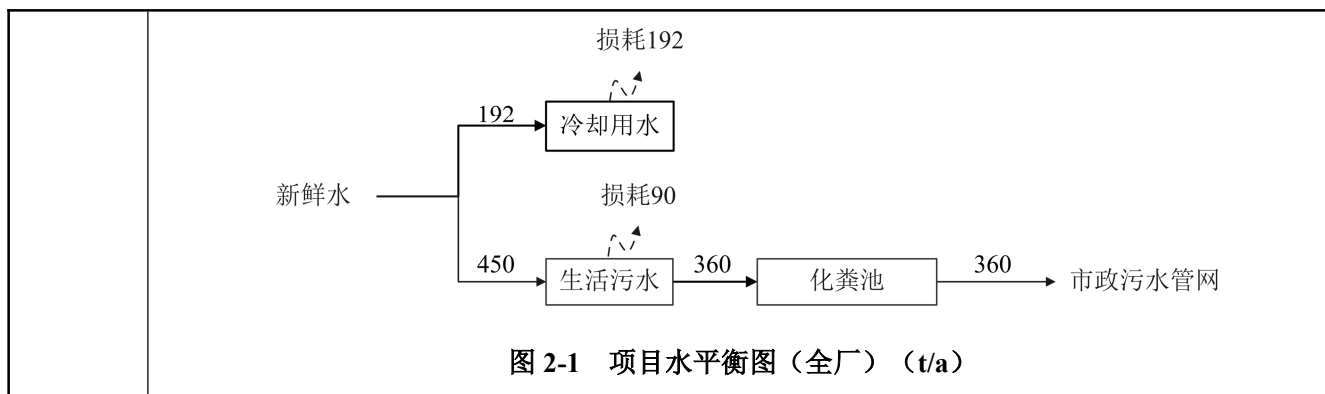 损耗192
192
冷却用水
新鲜水
损耗90
450
生活污水
360
化粪池
360
市政污水管网
图 2-1 项目水平衡图（全厂）（t/a）